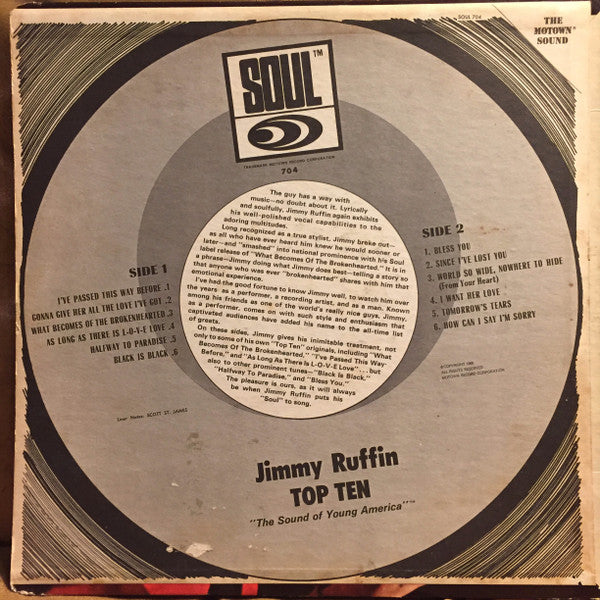 SOUL 704
THE
MOTOWN®
SOUND
SOUL™
TRADEMARK MOTOWN RECORD CORPORATION
704
The guy has a way with
music—no doubt about it. Lyrically
and soulfully, Jimmy Ruffin again exhibits
his well-polished vocal capabilities to the
adoring multitudes.
Long recognized as a true stylist, Jimmy broke out—
as all who have ever heard him knew he would sooner or
later—and "smashed" into national prominence with his Soul
label release of "What Becomes Of The Brokenhearted." It is in
a phrase—Jimmy doing what Jimmy does best—telling a story so
that anyone who was ever "brokenhearted" shares with him that
emotional experience.
I've had the good fortune to know Jimmy well, to watch him over
the years as a performer, a recording artist, and as a man. Known
among his friends as one of the world's really nice guys, Jimmy,
as a performer, comes on with such style and enthusiasm that
captivated audiences have added his name to the all-time list
of greats.
On these sides, Jimmy gives his inimitable treatment, not
only to some of his own "Top Ten" originals, including "What
Becomes Of The Brokenhearted," "I've Passed This Way
Before," and "As Long As There Is L-O-V-E Love" . . . but
also to other prominent tunes—"Black Is Black,"
"Halfway To Paradise," and "Bless You."
The pleasure is ours, as it will always
be when Jimmy Ruffin puts his
"Soul" to song.
SIDE 1
I'VE PASSED THIS WAY BEFORE .1
GONNA GIVE HER ALL THE LOVE I'VE GOT .2
WHAT BECOMES OF THE BROKENHEARTED .3
AS LONG AS THERE IS L-O-V-E LOVE .4
HALFWAY TO PARADISE .5
BLACK IS BLACK .6
SIDE 2
1. BLESS YOU
2. SINCE I'VE LOST YOU
3. WORLD SO WIDE, NOWHERE TO HIDE
(From Your Heart)
4. I WANT HER LOVE
5. TOMORROW'S TEARS
6. HOW CAN I SAY I'M SORRY
ALL RIGHTS RESERVED
MOTOWN RECORD CORPORATION
Liner Notes: SCOTT ST. JAMES
Jimmy Ruffin
TOP TEN
"The Sound of Young America"™